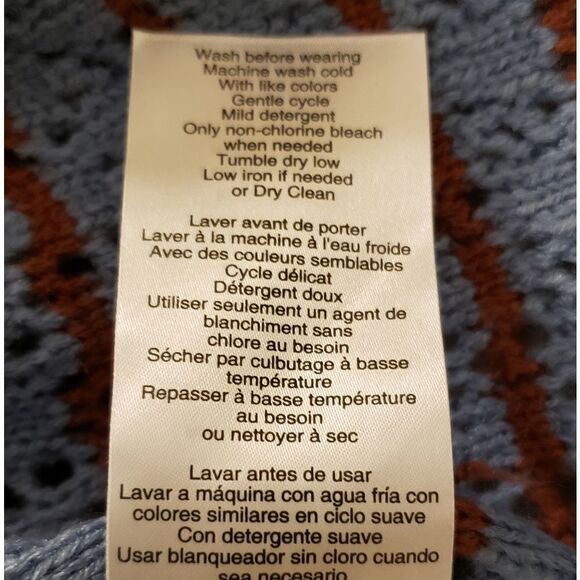 Wash before wearing
Machine wash cold
With like colors
Gentle cycle
Mild detergent
Only non-chlorine bleach
when needed
Tumble dry low
Low iron if needed
or Dry Clean
Laver avant de porter
Laver à la machine à l'eau froide
Avec des couleurs semblables
Cycle délicat
Détergent doux
Utiliser seulement un agent de
blanchiment sans
chlore au besoin
Sécher par culbutage à basse
température
Repasser à basse température
au besoin
ou nettoyer à sec
Lavar antes de usar
Lavar a máquina con agua fría con
colores similares en ciclo suave
Con detergente suave
Usar blanqueador sin cloro cuando
sea necesario